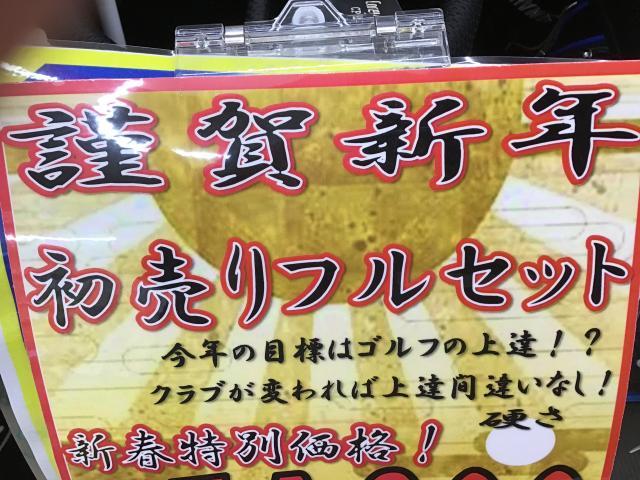 謹賀新年
初売りフルセット
今年の目標はゴルフの上達！？
クラブが変われば上達間違いなし！
硬さ
新春特別価格！